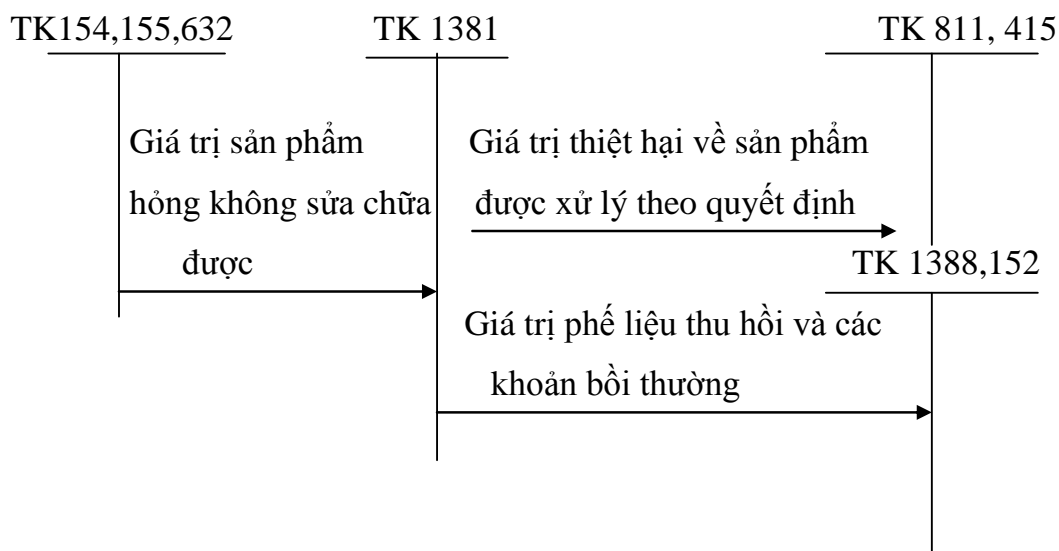 TK154,155,632 TK 1381 TK 811, 415
Giá trị sản phẩm
hỏng không sửa chữa
được
Giá trị thiệt hại về sản phẩm
được xử lý theo quyết định
TK 1388,152
Giá trị phế liệu thu hồi và các
khoản bồi thường